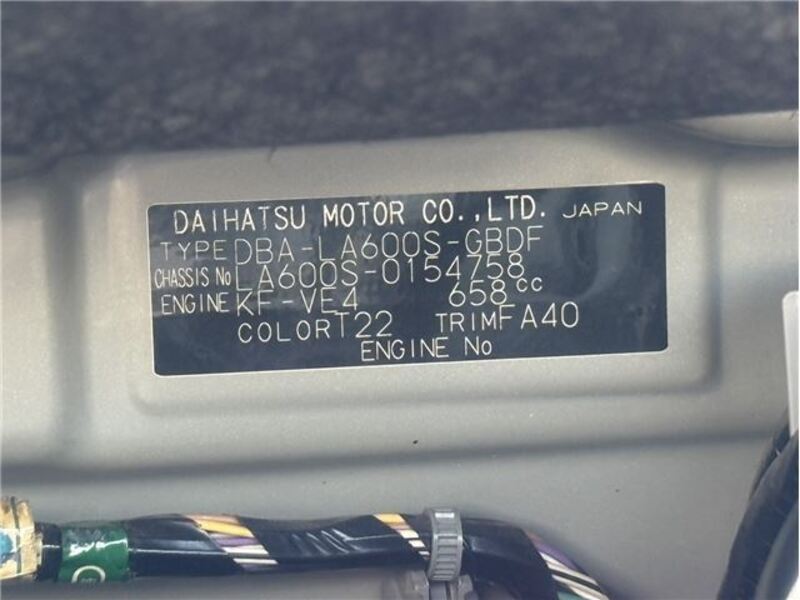 DAIHATSU MOTOR CO.,LTD. JAPAN
TYPE DBA-LA600S-GBDF
CHASSIS No LA600S-0154758
ENGINE KF-VE4 658cc
COLOR T22 TRIM FA40
ENGINE No